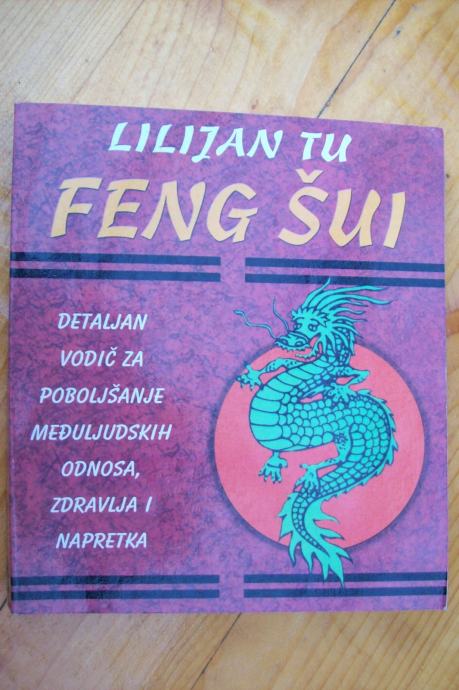 LILIJAN TU
FENG ŠUI
DETALJAN
VODIČ ZA
POBOLJŠANJE
MEĐULJUDSKIH
ODNOSA,
ZDRAVLJA I
NAPRETKA